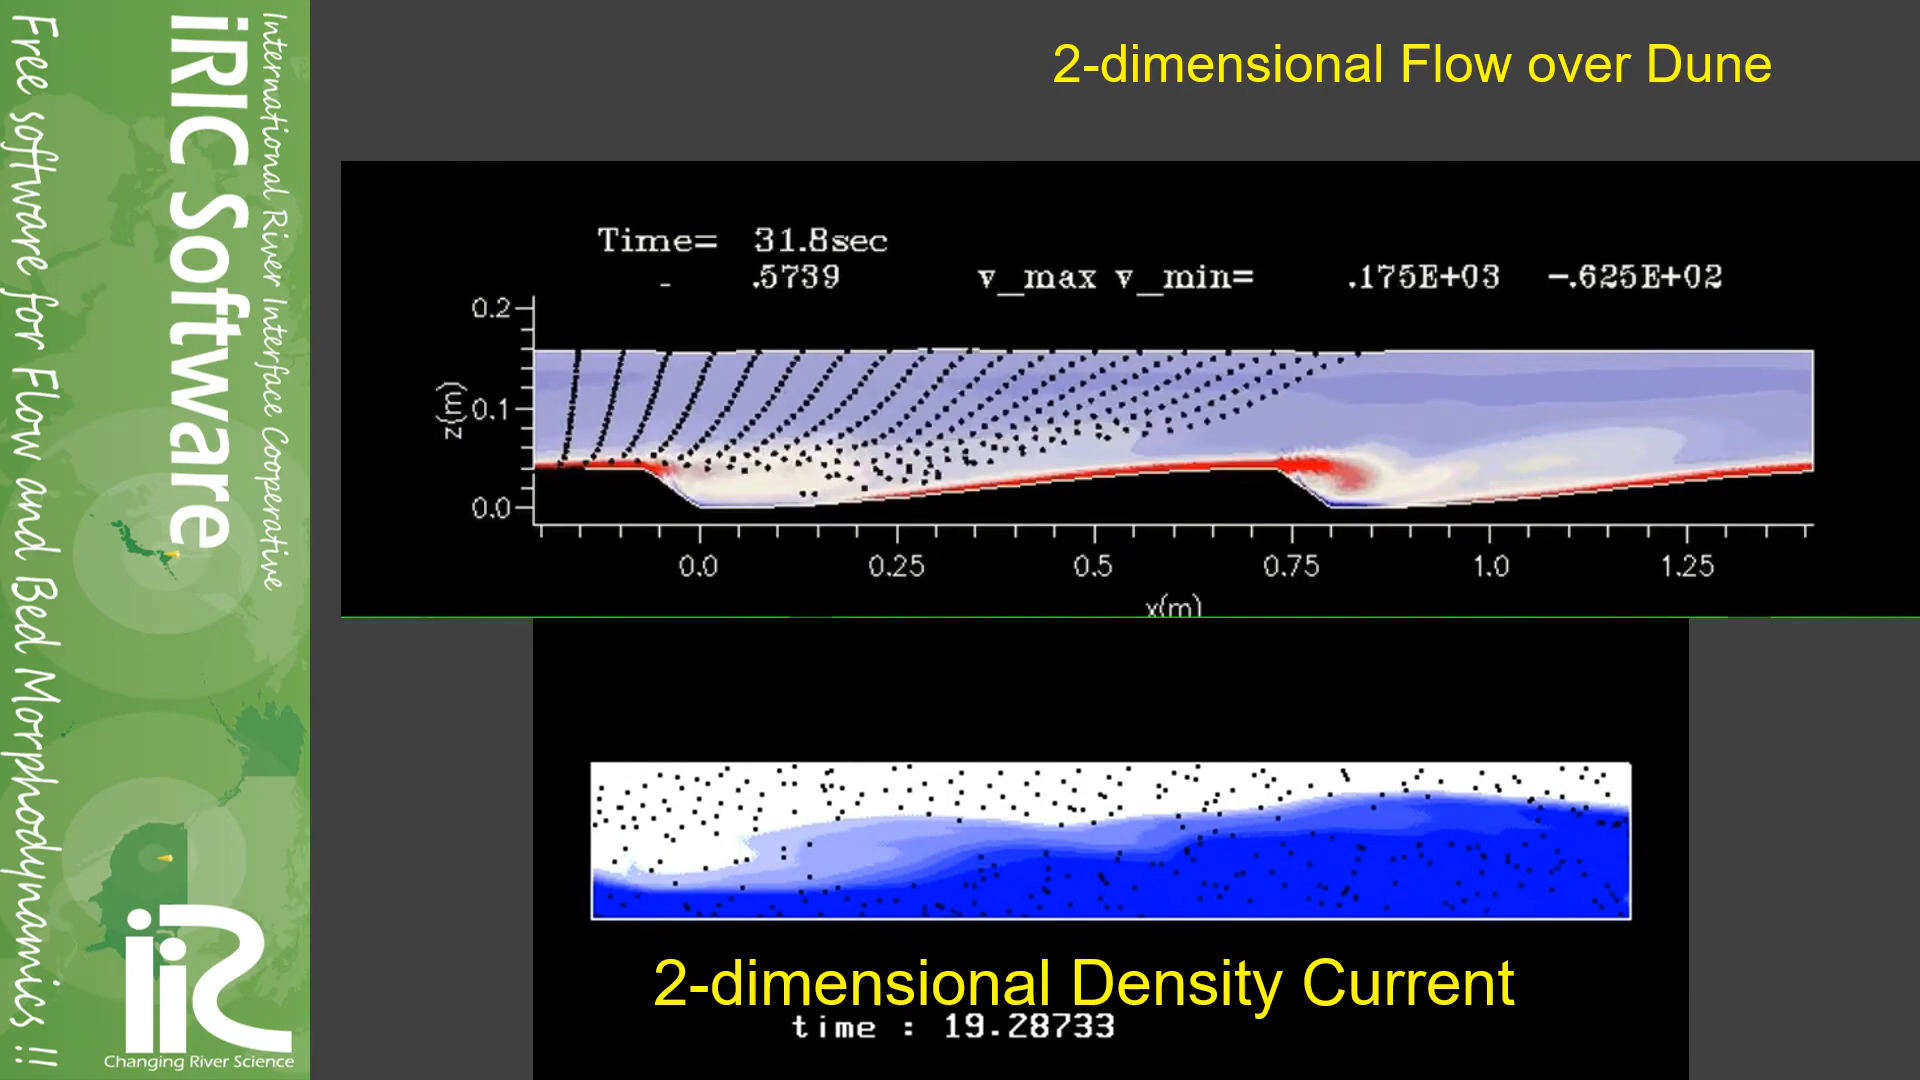 International River Interface Cooperative
iRIC Software
Free software for Flow and Bed Morphodynamics !!
iRIC
Changing River Science
2-dimensional Flow over Dune
Time= 31.8sec
- .5739 v_max v_min= .175E+03 -.625E+02
0.2
z(m)
0.1
0.0
0.0 0.25 0.5 0.75 1.0 1.25
x(m)
2-dimensional Density Current
time : 19.28733